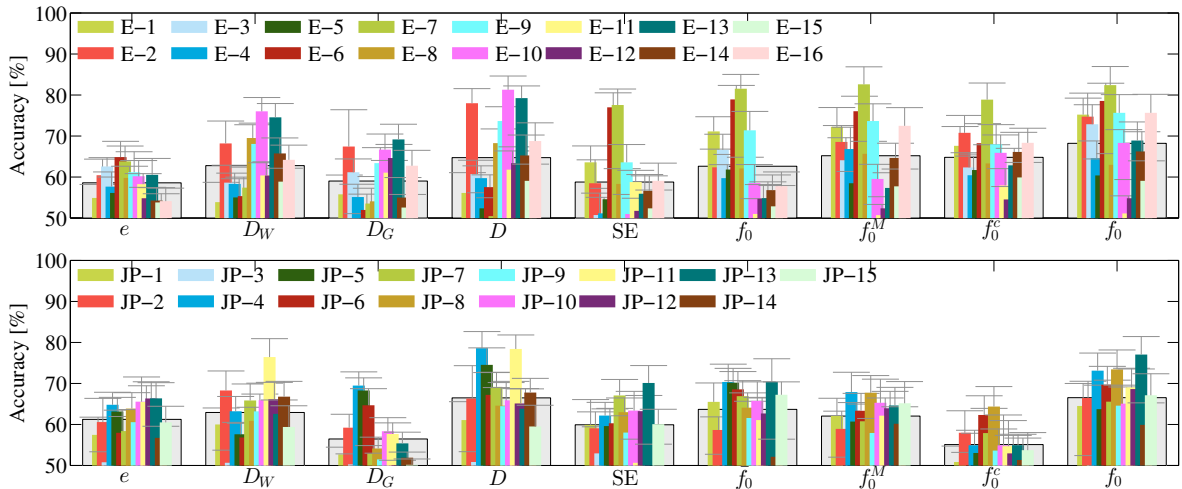 100
E-1 E-3 E-5 E-7 E-9 E-11 E-13 E-15
90
E-2 E-4 E-6 E-8 E-10 E-12 E-14 E-16
80
Accuracy [%]
70
60
50
e D_W D_G D SE f_0 f_0^M f_0^c f_0
100
JP-1 JP-3 JP-5 JP-7 JP-9 JP-11 JP-13 JP-15
90
JP-2 JP-4 JP-6 JP-8 JP-10 JP-12 JP-14
80
Accuracy [%]
70
60
50
e D_W D_G D SE f_0 f_0^M f_0^c f_0